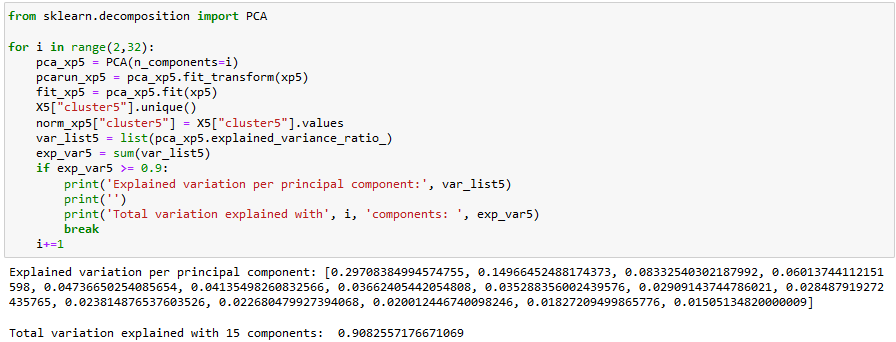 from sklearn.decomposition import PCA
for i in range(2,32):
    pca_xp5 = PCA(n_components=i)
    pcarun_xp5 = pca_xp5.fit_transform(xp5)
    fit_xp5 = pca_xp5.fit(xp5)
    X5["cluster5"].unique()
    norm_xp5["cluster5"] = X5["cluster5"].values
    var_list5 = list(pca_xp5.explained_variance_ratio_)
    exp_var5 = sum(var_list5)
    if exp_var5 >= 0.9:
        print('Explained variation per principal component:', var_list5)
        print('')
        print('Total variation explained with', i, 'components: ', exp_var5)
        break
    i+=1
Explained variation per principal component: [0.29708384994574755, 0.14966452488174373, 0.08332540302187992, 0.06013744112151
598, 0.04736650254085654, 0.04135498260832566, 0.03662405442054808, 0.035288356002439576, 0.02909143744786021, 0.028487919272
435765, 0.023814876537603526, 0.022680479927394068, 0.020012446740098246, 0.01827209499865776, 0.01505134820000009]
Total variation explained with 15 components:  0.9082557176671069